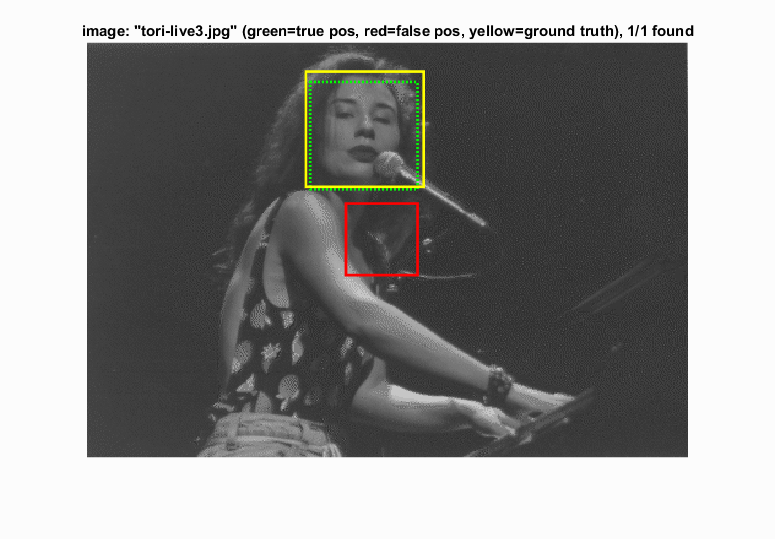 image: "tori-live3.jpg" (green=true pos, red=false pos, yellow=ground truth), 1/1 found